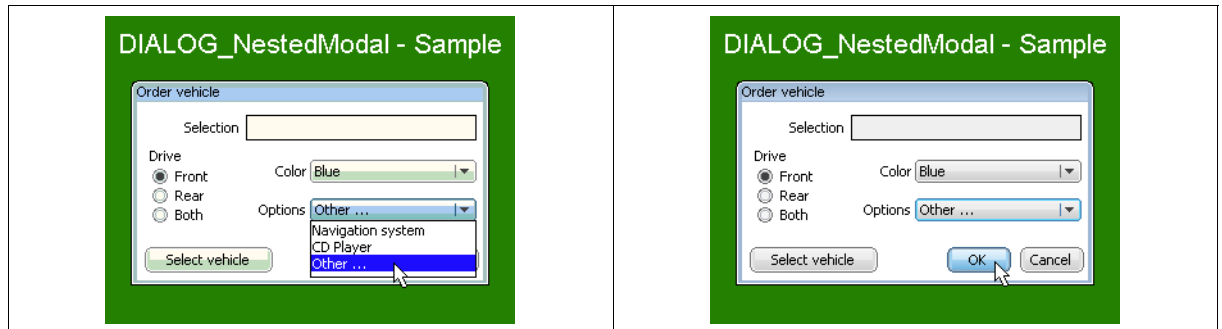 DIALOG_NestedModal - Sample
Order vehicle
Selection
Drive
Front
Color Blue
Rear
Both
Options Other ...
Navigation system
CD Player
Other ...
Select vehicle
DIALOG_NestedModal - Sample
Order vehicle
Selection
Drive
Front
Color Blue
Rear
Both
Options Other ...
Select vehicle
OK
Cancel